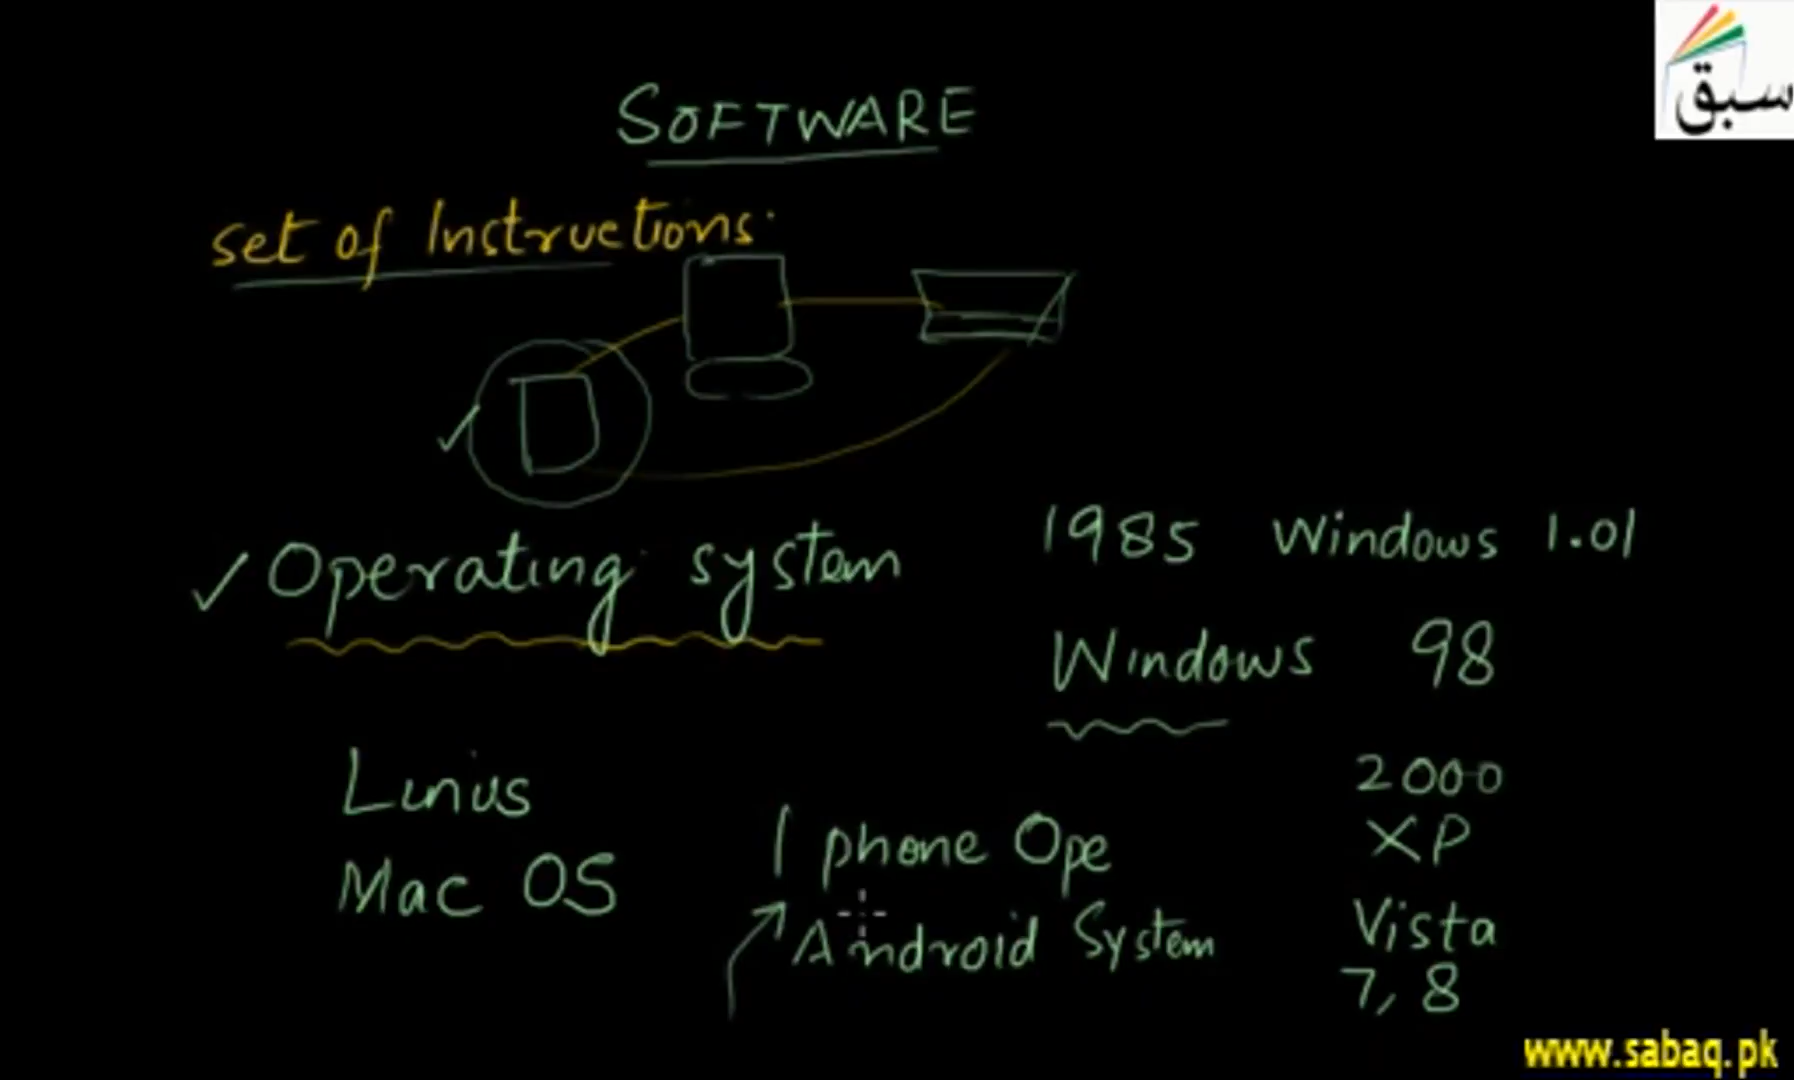 سبق
SOFTWARE
set of Instructions.
Operating system
1985 Windows 1.01
Windows 98
2000
XP
Vista
7, 8
Linus
Mac OS
I phone Ope
Android System
www.sabaq.pk